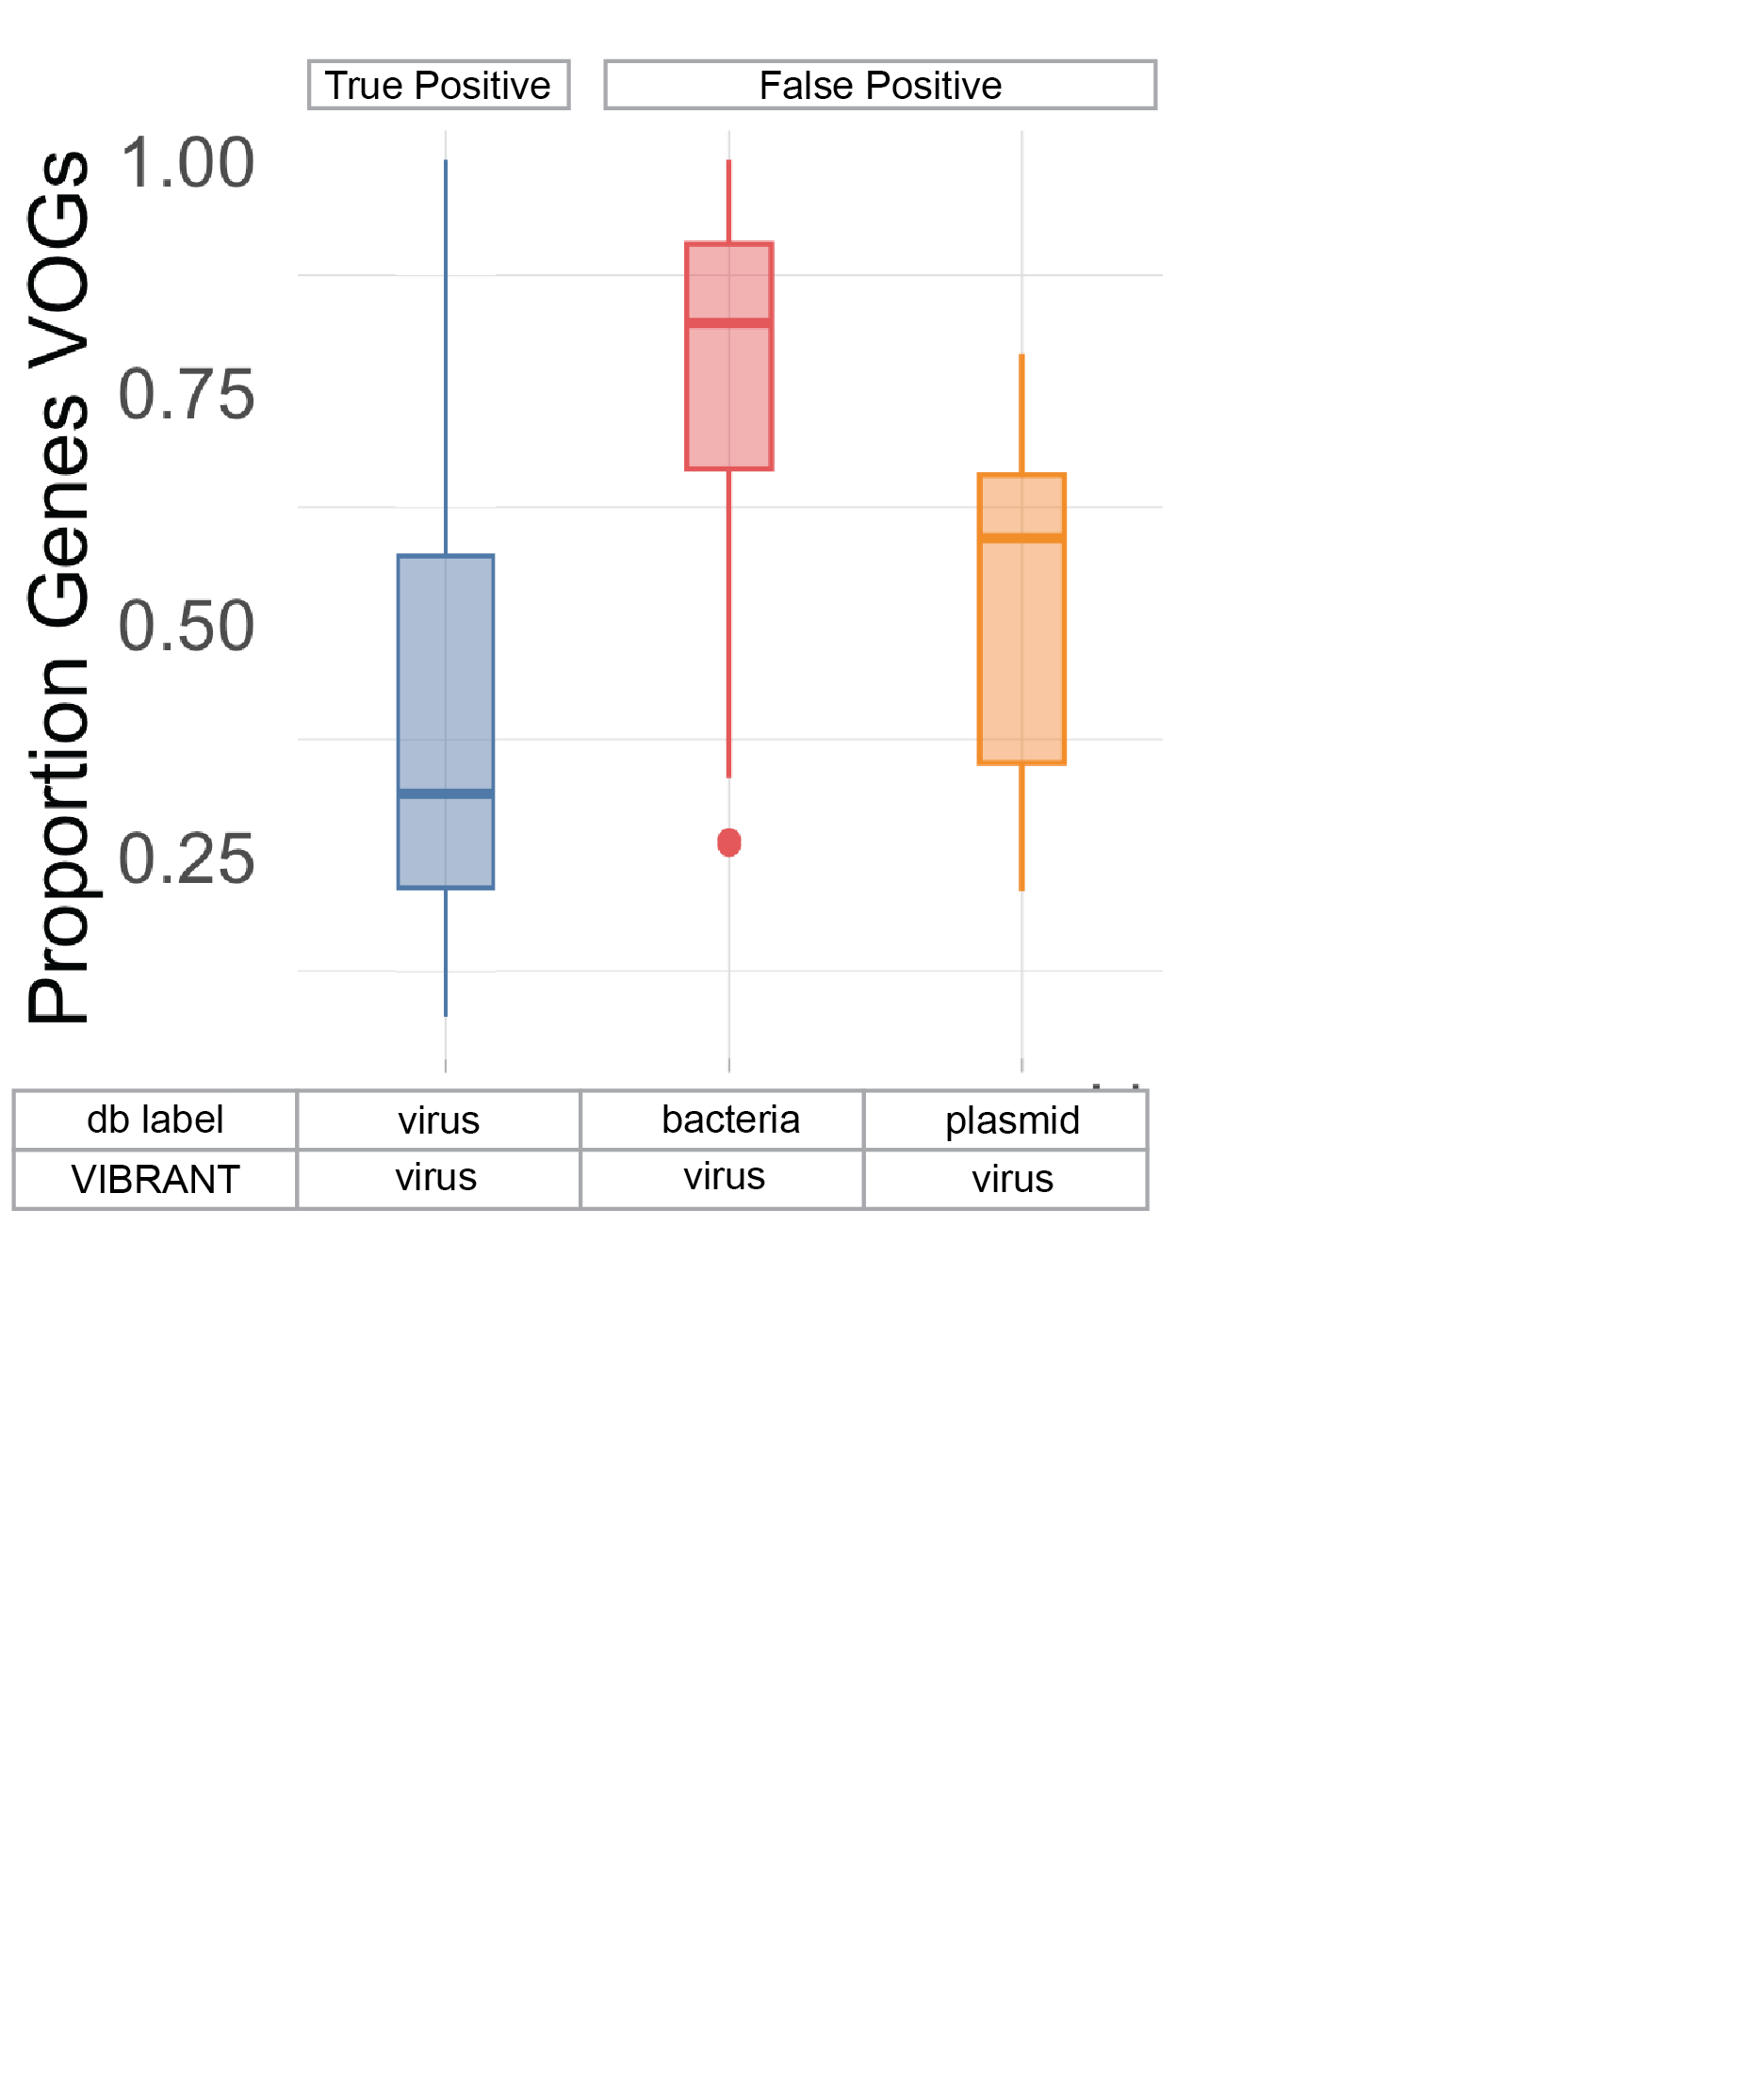 True Positive
False Positive
Proportion Genes VOGs
1.00
0.75
0.50
0.25
db label virus bacteria plasmid
VIBRANT virus virus virus